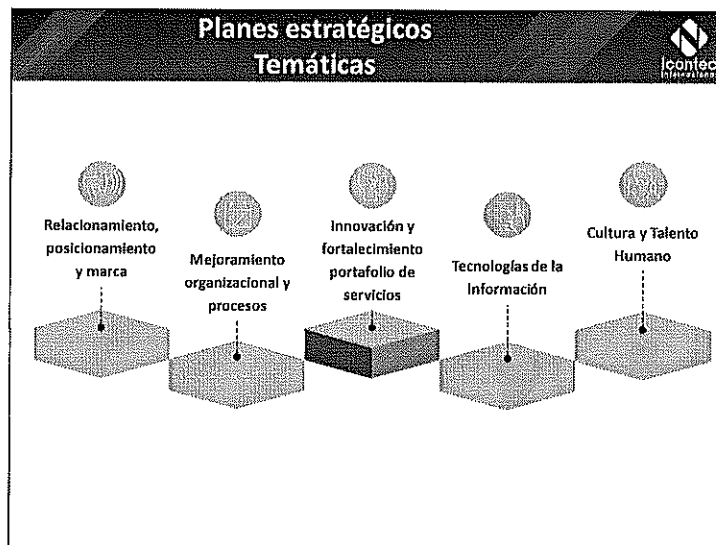 Planes estratégicos
Temáticas
icontec
internacional
Relacionamiento,
posicionamiento
y marca
Mejoramiento
organizacional y
procesos
Innovación y
fortalecimiento
portafolio de
servicios
Tecnologías de la
Información
Cultura y Talento
Humano